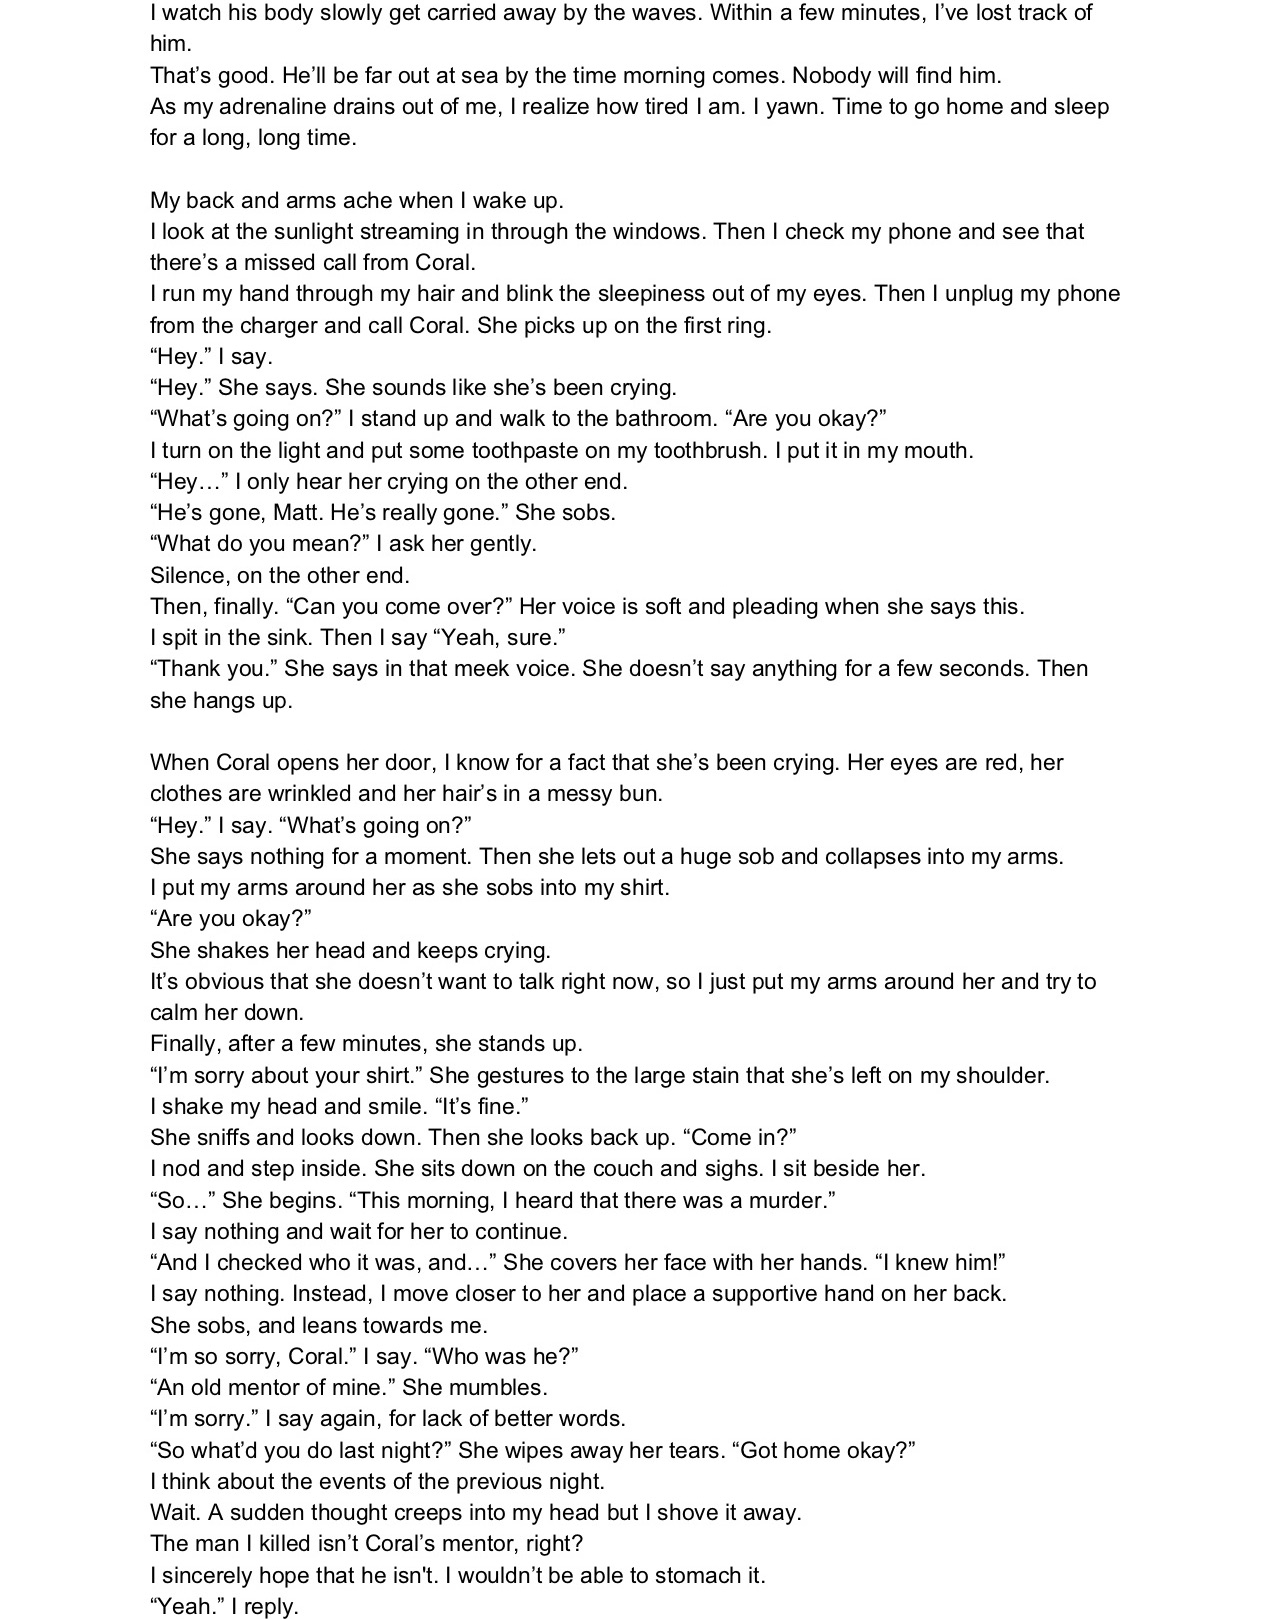 I watch his body slowly get carried away by the waves. Within a few minutes, I’ve lost track of
him.
That’s good. He’ll be far out at sea by the time morning comes. Nobody will find him.
As my adrenaline drains out of me, I realize how tired I am. I yawn. Time to go home and sleep
for a long, long time.

My back and arms ache when I wake up.
I look at the sunlight streaming in through the windows. Then I check my phone and see that
there’s a missed call from Coral.
I run my hand through my hair and blink the sleepiness out of my eyes. Then I unplug my phone
from the charger and call Coral. She picks up on the first ring.
“Hey.” I say.
“Hey.” She says. She sounds like she’s been crying.
“What’s going on?” I stand up and walk to the bathroom. “Are you okay?”
I turn on the light and put some toothpaste on my toothbrush. I put it in my mouth.
“Hey…” I only hear her crying on the other end.
“He’s gone, Matt. He’s really gone.” She sobs.
“What do you mean?” I ask her gently.
Silence, on the other end.
Then, finally. “Can you come over?” Her voice is soft and pleading when she says this.
I spit in the sink. Then I say “Yeah, sure.”
“Thank you.” She says in that meek voice. She doesn’t say anything for a few seconds. Then
she hangs up.

When Coral opens her door, I know for a fact that she’s been crying. Her eyes are red, her
clothes are wrinkled and her hair’s in a messy bun.
“Hey.” I say. “What’s going on?”
She says nothing for a moment. Then she lets out a huge sob and collapses into my arms.
I put my arms around her as she sobs into my shirt.
“Are you okay?”
She shakes her head and keeps crying.
It’s obvious that she doesn’t want to talk right now, so I just put my arms around her and try to
calm her down.
Finally, after a few minutes, she stands up.
“I’m sorry about your shirt.” She gestures to the large stain that she’s left on my shoulder.
I shake my head and smile. “It’s fine.”
She sniffs and looks down. Then she looks back up. “Come in?”
I nod and step inside. She sits down on the couch and sighs. I sit beside her.
“So…” She begins. “This morning, I heard that there was a murder.”
I say nothing and wait for her to continue.
“And I checked who it was, and…” She covers her face with her hands. “I knew him!”
I say nothing. Instead, I move closer to her and place a supportive hand on her back.
She sobs, and leans towards me.
“I’m so sorry, Coral.” I say. “Who was he?”
“An old mentor of mine.” She mumbles.
“I’m sorry.” I say again, for lack of better words.
“So what’d you do last night?” She wipes away her tears. “Got home okay?”
I think about the events of the previous night.
Wait. A sudden thought creeps into my head but I shove it away.
The man I killed isn’t Coral’s mentor, right?
I sincerely hope that he isn't. I wouldn’t be able to stomach it.
“Yeah.” I reply.